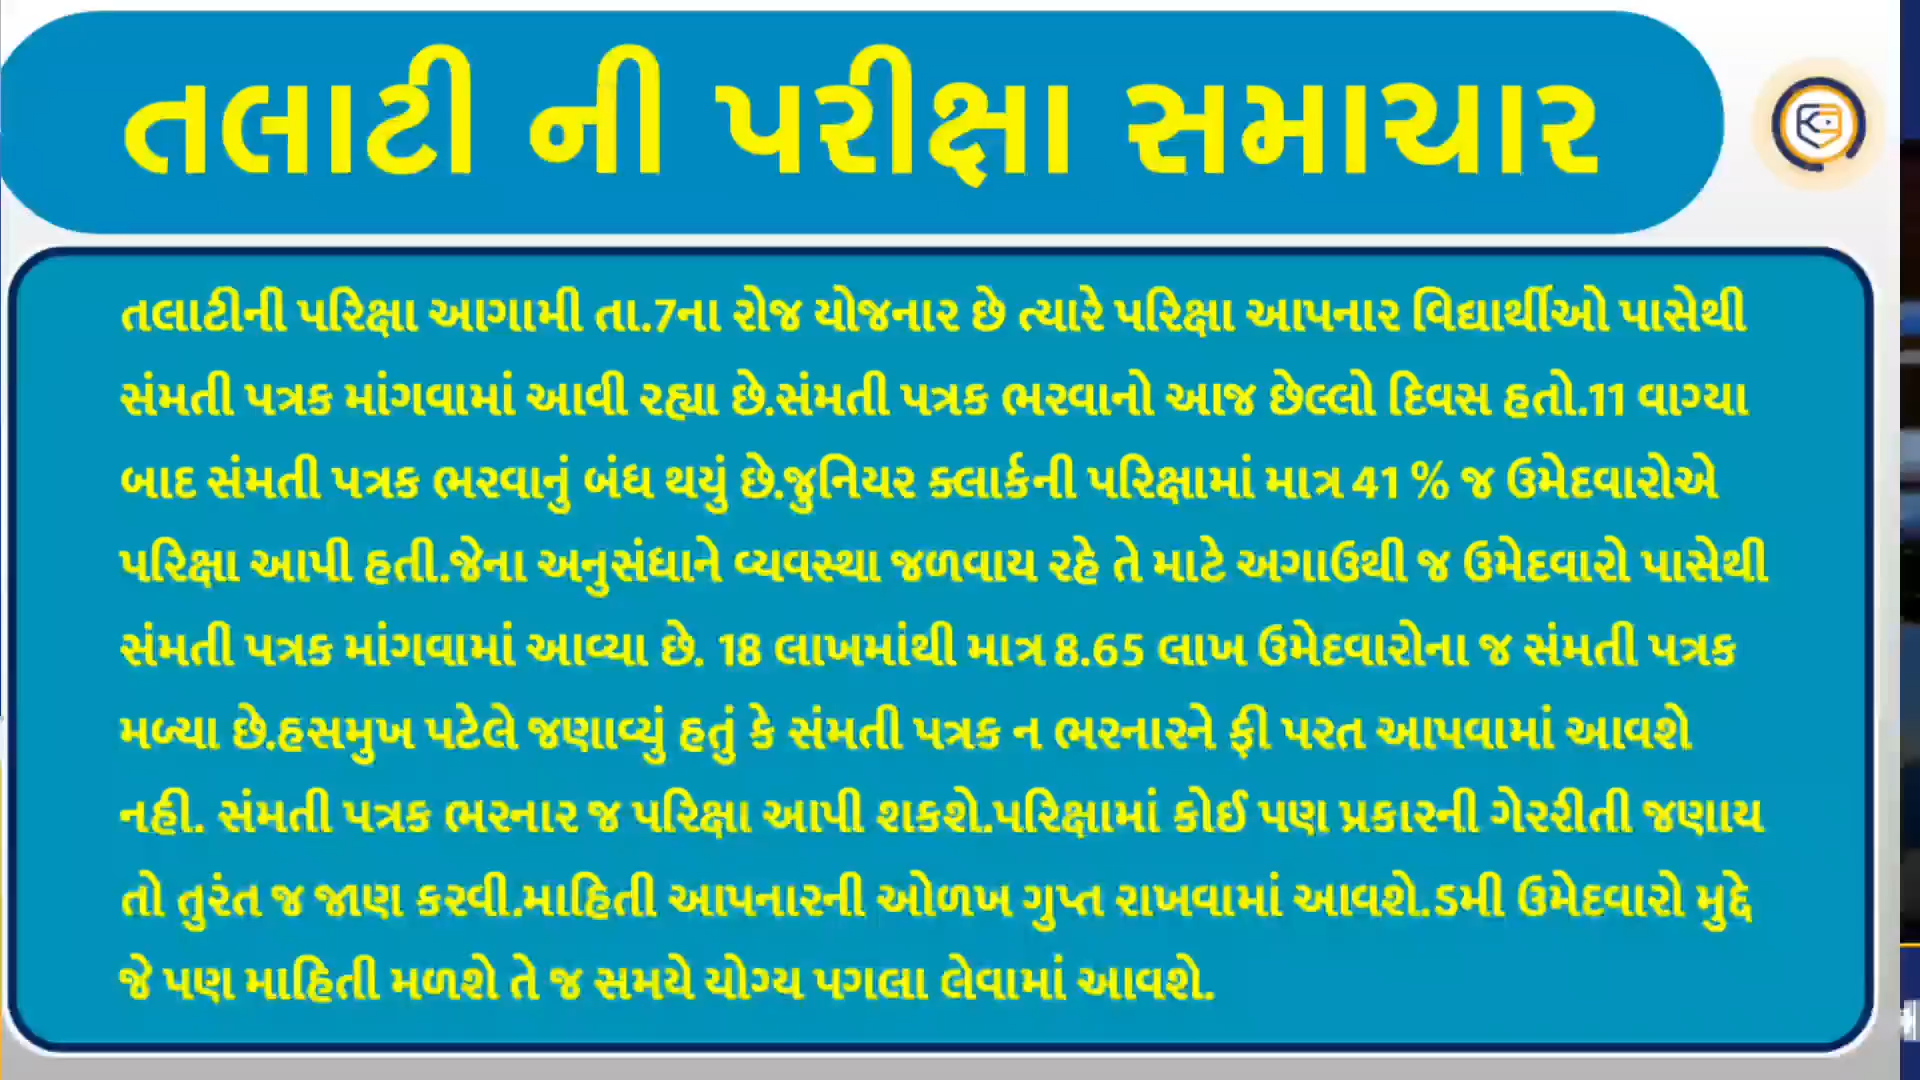 તલાટી ની પરીક્ષા સમાચાર
તલાટીની પરિક્ષા આગામી તા.7ના રોજ યોજનાર છે ત્યારે પરિક્ષા આપનાર વિદ્યાર્થીઓ પાસેથી
સંમતી પત્રક માંગવામાં આવી રહ્યા છે.સંમતી પત્રક ભરવાનો આજ છેલ્લો દિવસ હતો.11 વાગ્યા
બાદ સંમતી પત્રક ભરવાનું બંધ થયું છે.જુનિયર ક્લાર્કની પરિક્ષામાં માત્ર 41 % જ ઉમેદવારોએ
પરિક્ષા આપી હતી.જેના અનુસંધાને વ્યવસ્થા જળવાય રહે તે માટે અગાઉથી જ ઉમેદવારો પાસેથી
સંમતી પત્રક માંગવામાં આવ્યા છે. 18 લાખમાંથી માત્ર 8.65 લાખ ઉમેદવારોના જ સંમતી પત્રક
મળ્યા છે.હસમુખ પટેલે જણાવ્યું હતું કે સંમતી પત્રક ન ભરનારને ફી પરત આપવામાં આવશે
નહી. સંમતી પત્રક ભરનાર જ પરિક્ષા આપી શકશે.પરિક્ષામાં કોઈ પણ પ્રકારની ગેરરીતી જણાય
તો તુરંત જ જાણ કરવી.માહિતી આપનારની ઓળખ ગુપ્ત રાખવામાં આવશે.ડમી ઉમેદવારો મુદ્દે
જે પણ માહિતી મળશે તે જ સમયે યોગ્ય પગલા લેવામાં આવશે.